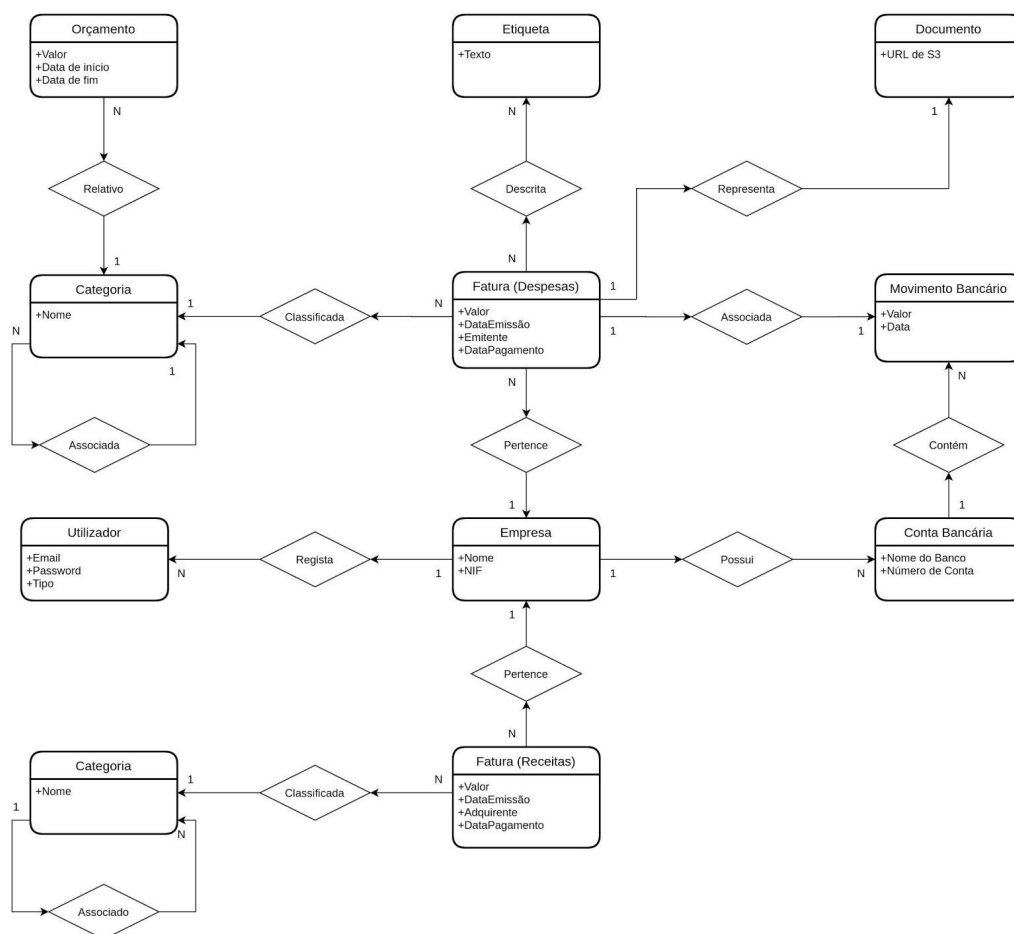 Orçamento
+Valor
+Data de início
+Data de fim
Etiqueta
+Texto
Documento
+URL de S3
N
N
1
Relativo
Descrita
Representa
1
N
1
Categoria
+Nome
1
Classificada
N
Fatura (Despesas)
+Valor
+DataEmissão
+Emitente
+DataPagamento
1
Associada
1
Movimento Bancário
+Valor
+Data
N
1
N
N
Associada
Pertence
Contém
1
1
Utilizador
+Email
+Password
+Tipo
N
Regista
1
Empresa
+Nome
+NIF
1
Possui
N
Conta Bancária
+Nome do Banco
+Número de Conta
1
Pertence
N
Categoria
+Nome
1
Classificada
N
Fatura (Receitas)
+Valor
+DataEmissão
+Adquirente
+DataPagamento
1
N
Associado